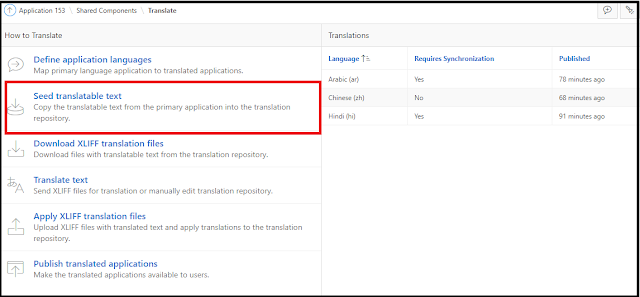 Application 153 \ Shared Components \ Translate
How to Translate
Define application languages
Map primary language application to translated applications.
Seed translatable text
Copy the translatable text from the primary application into the translation
repository.
Download XLIFF translation files
Download files with translatable text from the translation repository.
Translate text
Send XLIFF files for translation or manually edit translation repository.
Apply XLIFF translation files
Upload XLIFF files with translated text and apply translations to the translation
repository.
Publish translated applications
Make the translated applications available to users.
Translations
Language Requires Synchronization Published
Arabic (ar) Yes 78 minutes ago
Chinese (zh) No 68 minutes ago
Hindi (hi) Yes 91 minutes ago